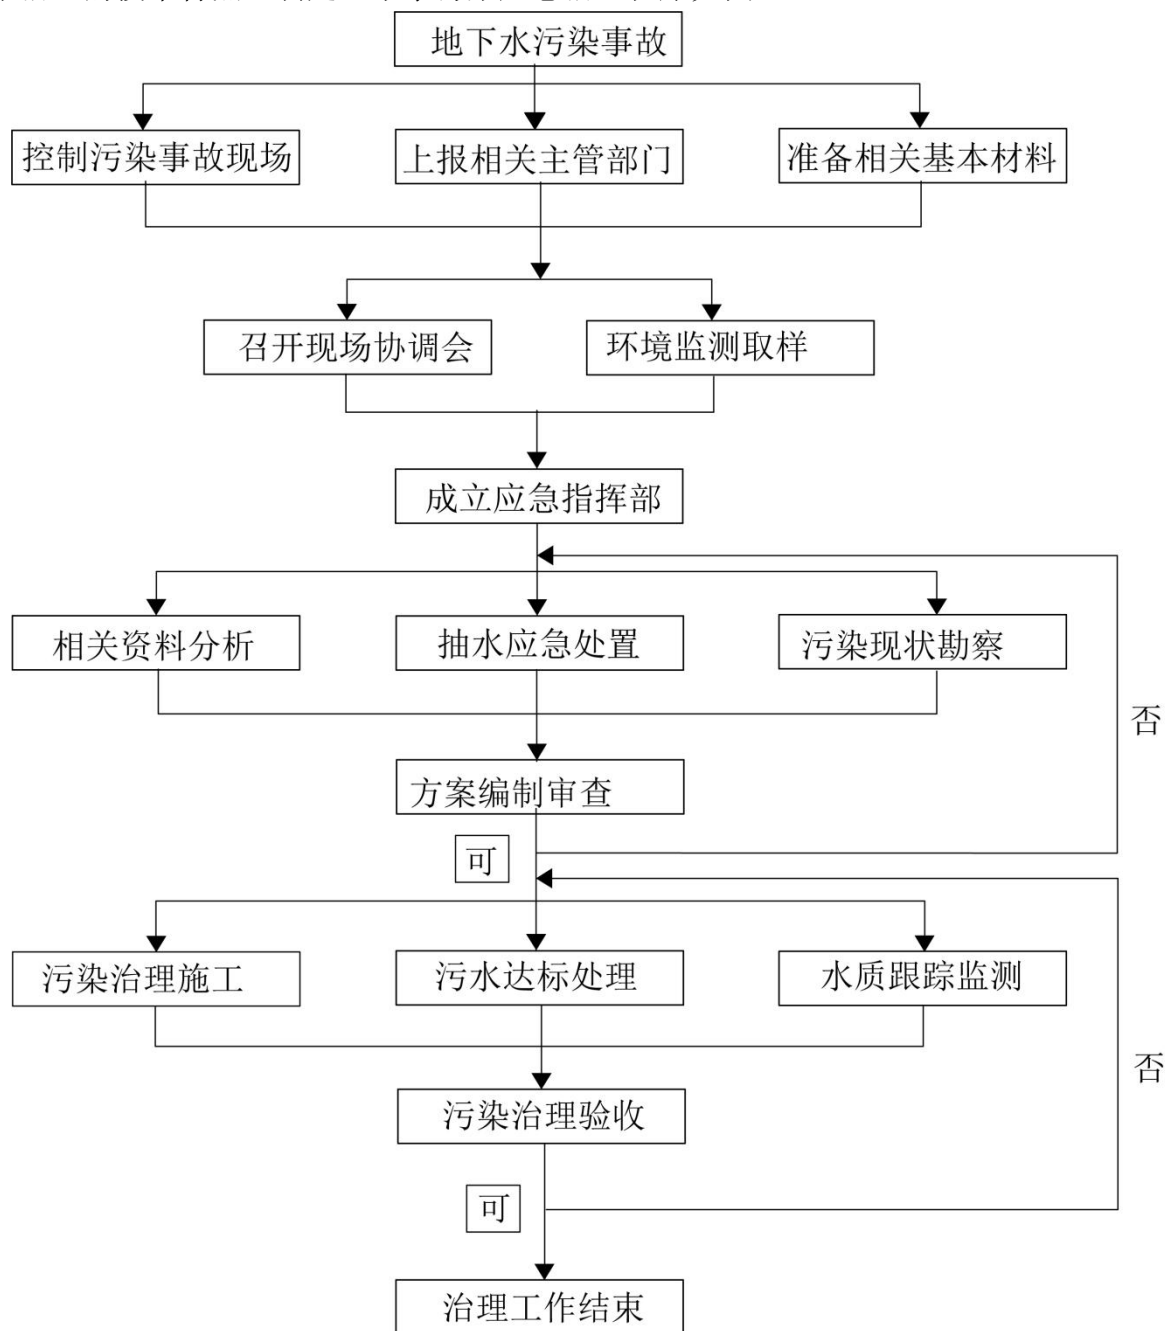 地下水污染事故
控制污染事故现场
上报相关主管部门
准备相关基本材料
召开现场协调会
环境监测取样
成立应急指挥部
相关资料分析
抽水应急处置
污染现状勘察
否
方案编制审查
可
污染治理施工
污水达标处理
水质跟踪监测
否
污染治理验收
可
治理工作结束